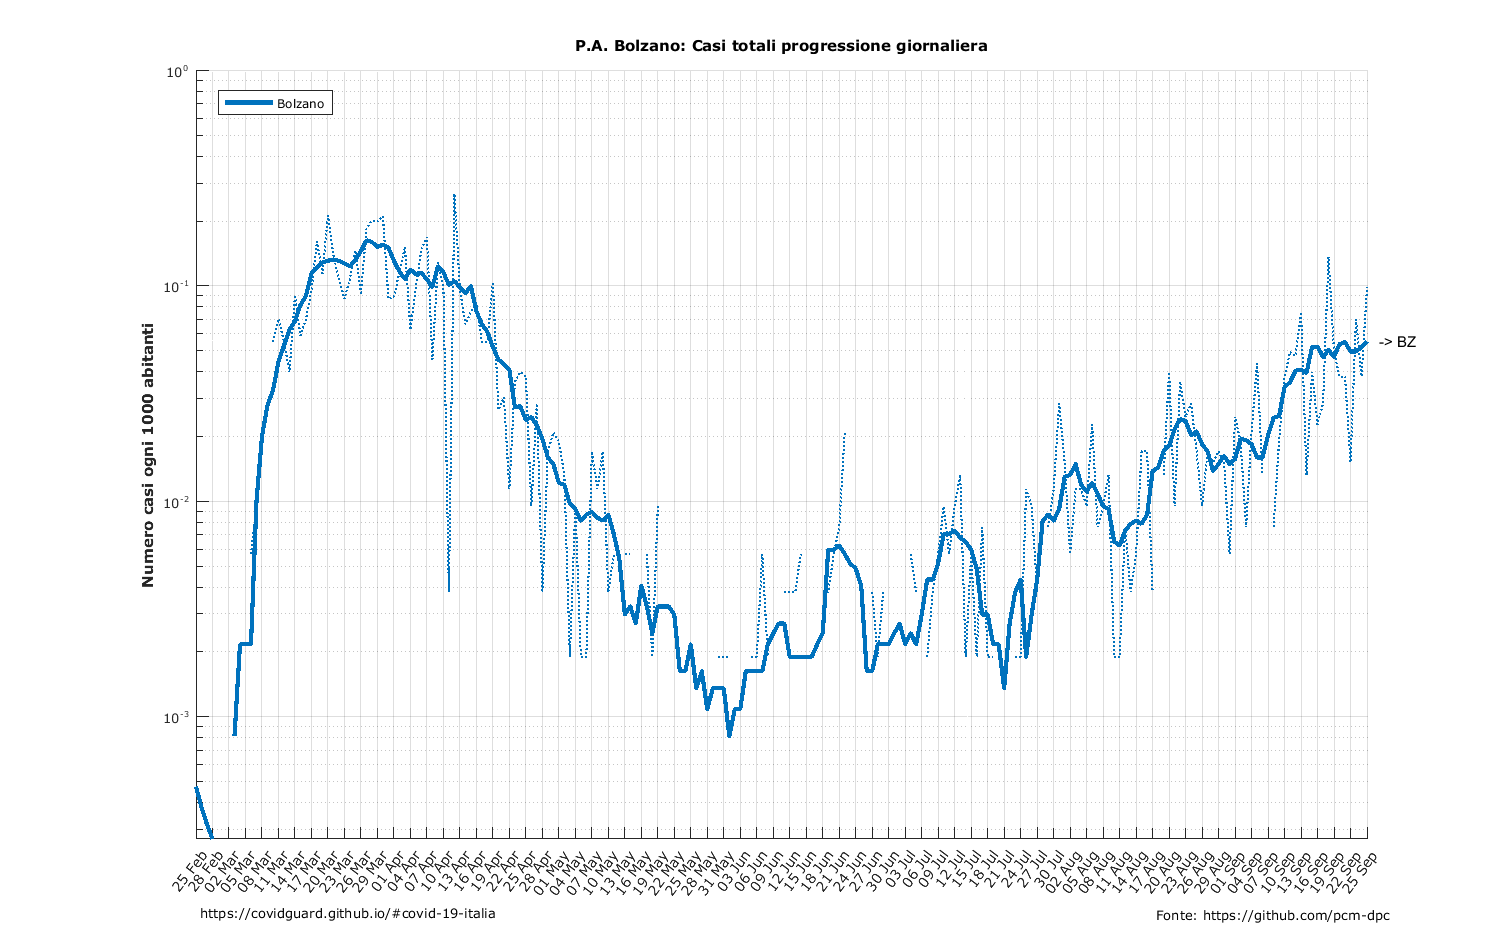 P.A. Bolzano: Casi totali progressione giornaliera
10^0
Bolzano
10^-1
-> BZ
Numero casi ogni 1000 abitanti
10^-2
10^-3
25 Feb
28 Feb
02 Mar
05 Mar
08 Mar
11 Mar
14 Mar
17 Mar
20 Mar
23 Mar
26 Mar
29 Mar
01 Apr
04 Apr
07 Apr
10 Apr
13 Apr
16 Apr
19 Apr
22 Apr
25 Apr
28 Apr
01 May
04 May
07 May
10 May
13 May
16 May
19 May
22 May
25 May
28 May
31 May
03 Jun
06 Jun
09 Jun
12 Jun
15 Jun
18 Jun
21 Jun
24 Jun
27 Jun
30 Jun
03 Jul
06 Jul
09 Jul
12 Jul
15 Jul
18 Jul
21 Jul
24 Jul
27 Jul
30 Jul
02 Aug
05 Aug
08 Aug
11 Aug
14 Aug
17 Aug
20 Aug
23 Aug
26 Aug
29 Aug
01 Sep
04 Sep
07 Sep
10 Sep
13 Sep
16 Sep
19 Sep
22 Sep
25 Sep
https://covidguard.github.io/#covid-19-italia
Fonte: https://github.com/pcm-dpc